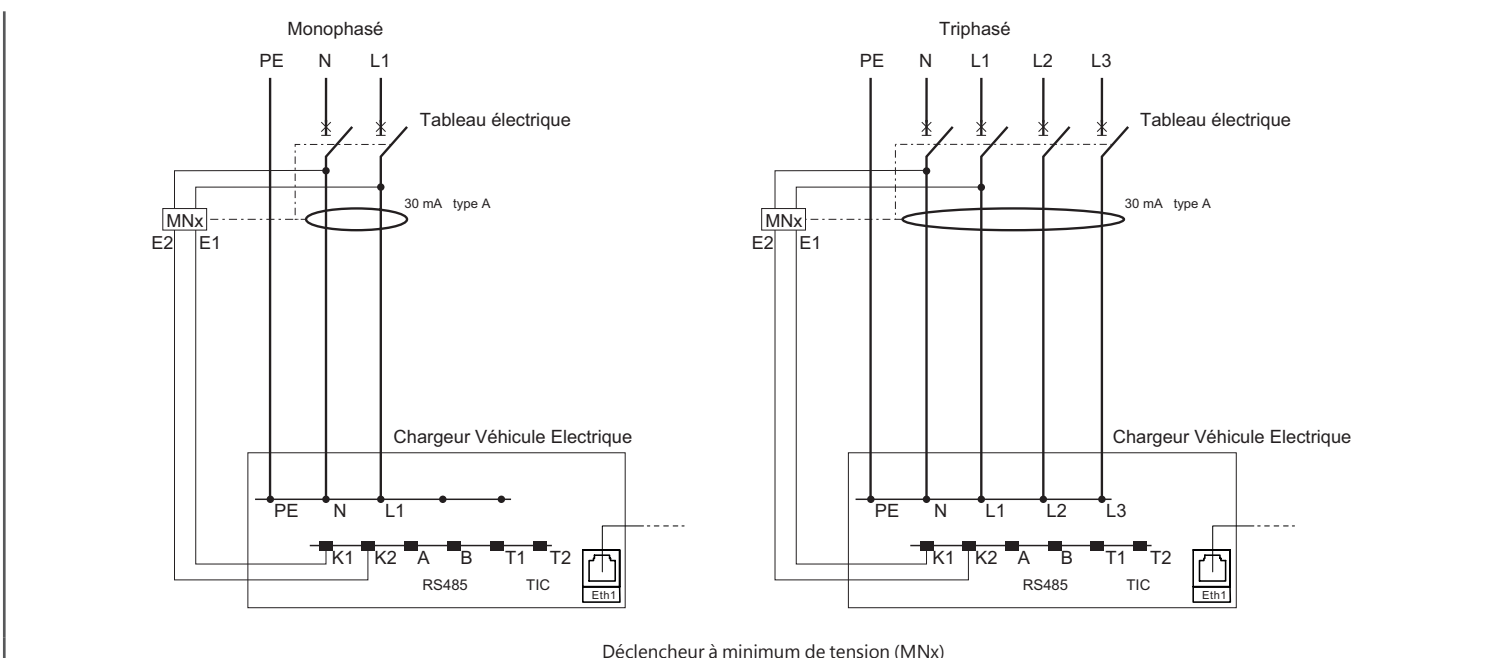 Monophasé
PE N L1
Tableau électrique
30 mA type A
MNx
E2 E1
Chargeur Véhicule Electrique
PE N L1
K1 K2 A B T1 T2
RS485 TIC
Eth1
Triphasé
PE N L1 L2 L3
Tableau électrique
30 mA type A
MNx
E2 E1
Chargeur Véhicule Electrique
PE N L1 L2 L3
K1 K2 A B T1 T2
RS485 TIC
Eth1
Déclencheur à minimum de tension (MNx)